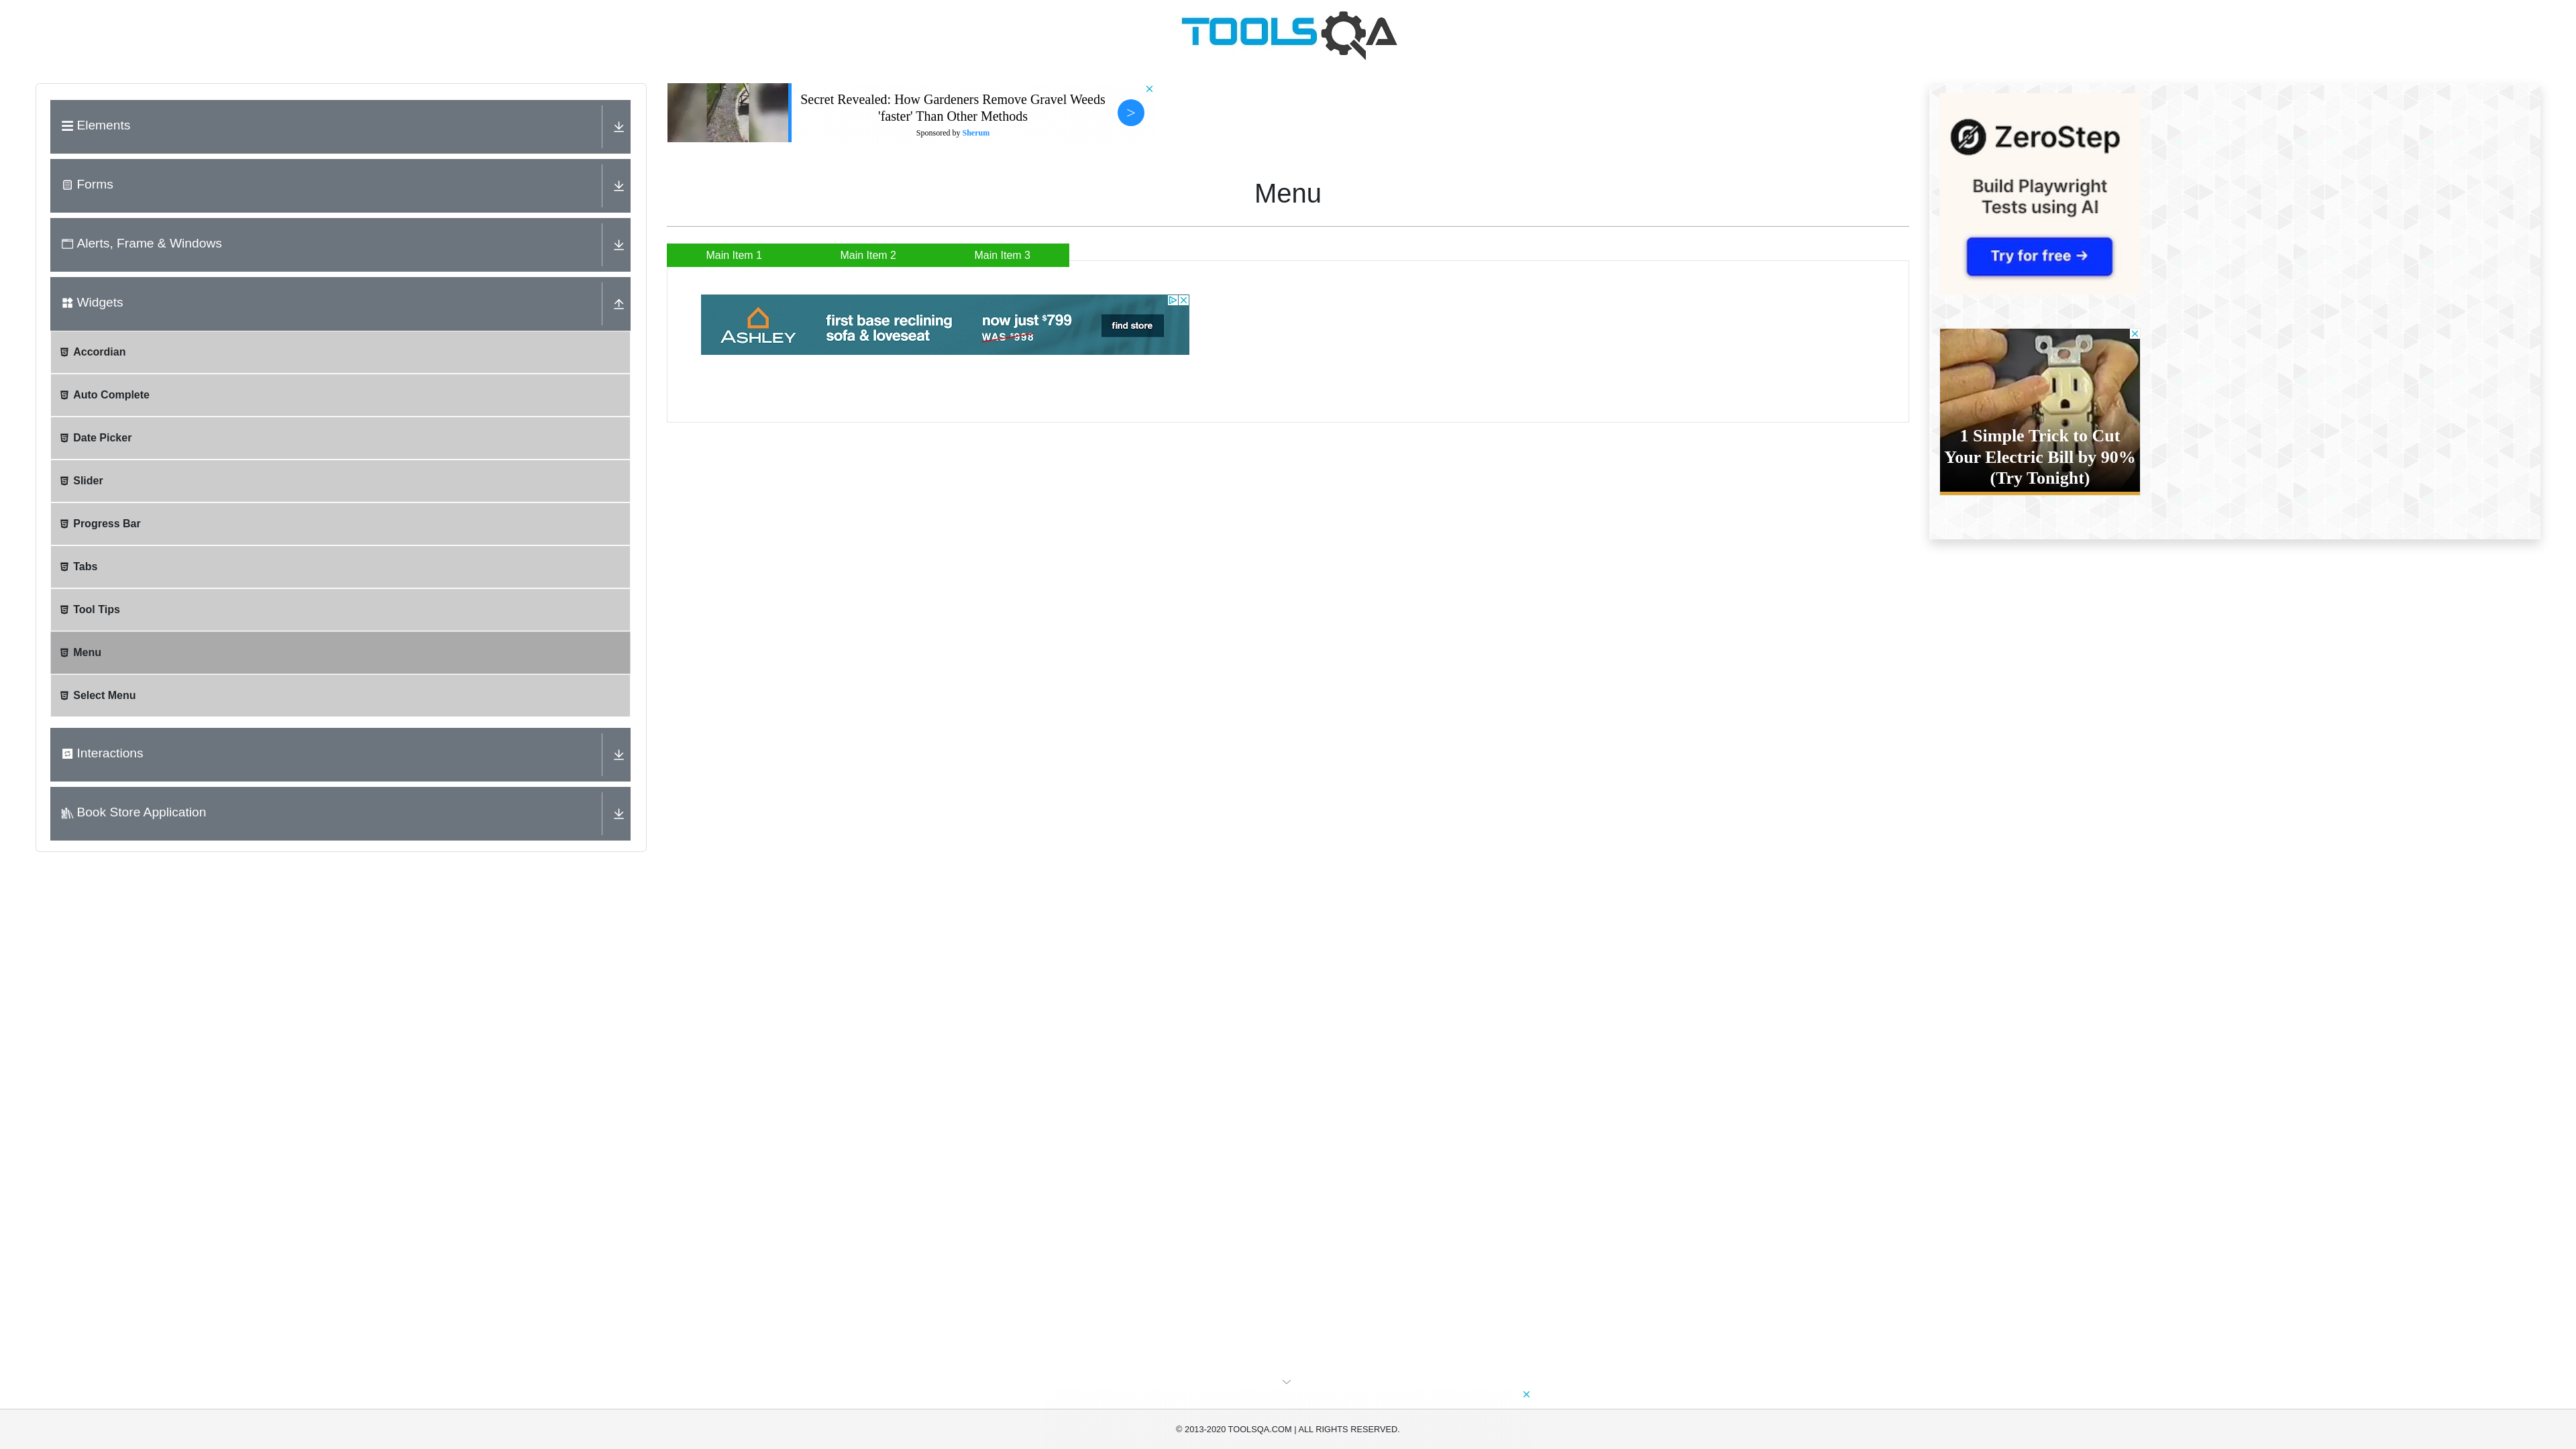 TOOLSQA
Elements
Forms
Alerts, Frame & Windows
Widgets
Accordian
Auto Complete
Date Picker
Slider
Progress Bar
Tabs
Tool Tips
Menu
Select Menu
Interactions
Book Store Application
Secret Revealed: How Gardeners Remove Gravel Weeds
'faster' Than Other Methods
Sponsored by Sherum
>
Menu
Main Item 1 Main Item 2 Main Item 3
ASHLEY
first base reclining
sofa & loveseat
now just $799
WAS $998
find store
ZeroStep
Build Playwright
Tests using AI
Try for free →
1 Simple Trick to Cut
Your Electric Bill by 90%
(Try Tonight)
© 2013-2020 TOOLSQA.COM | ALL RIGHTS RESERVED.